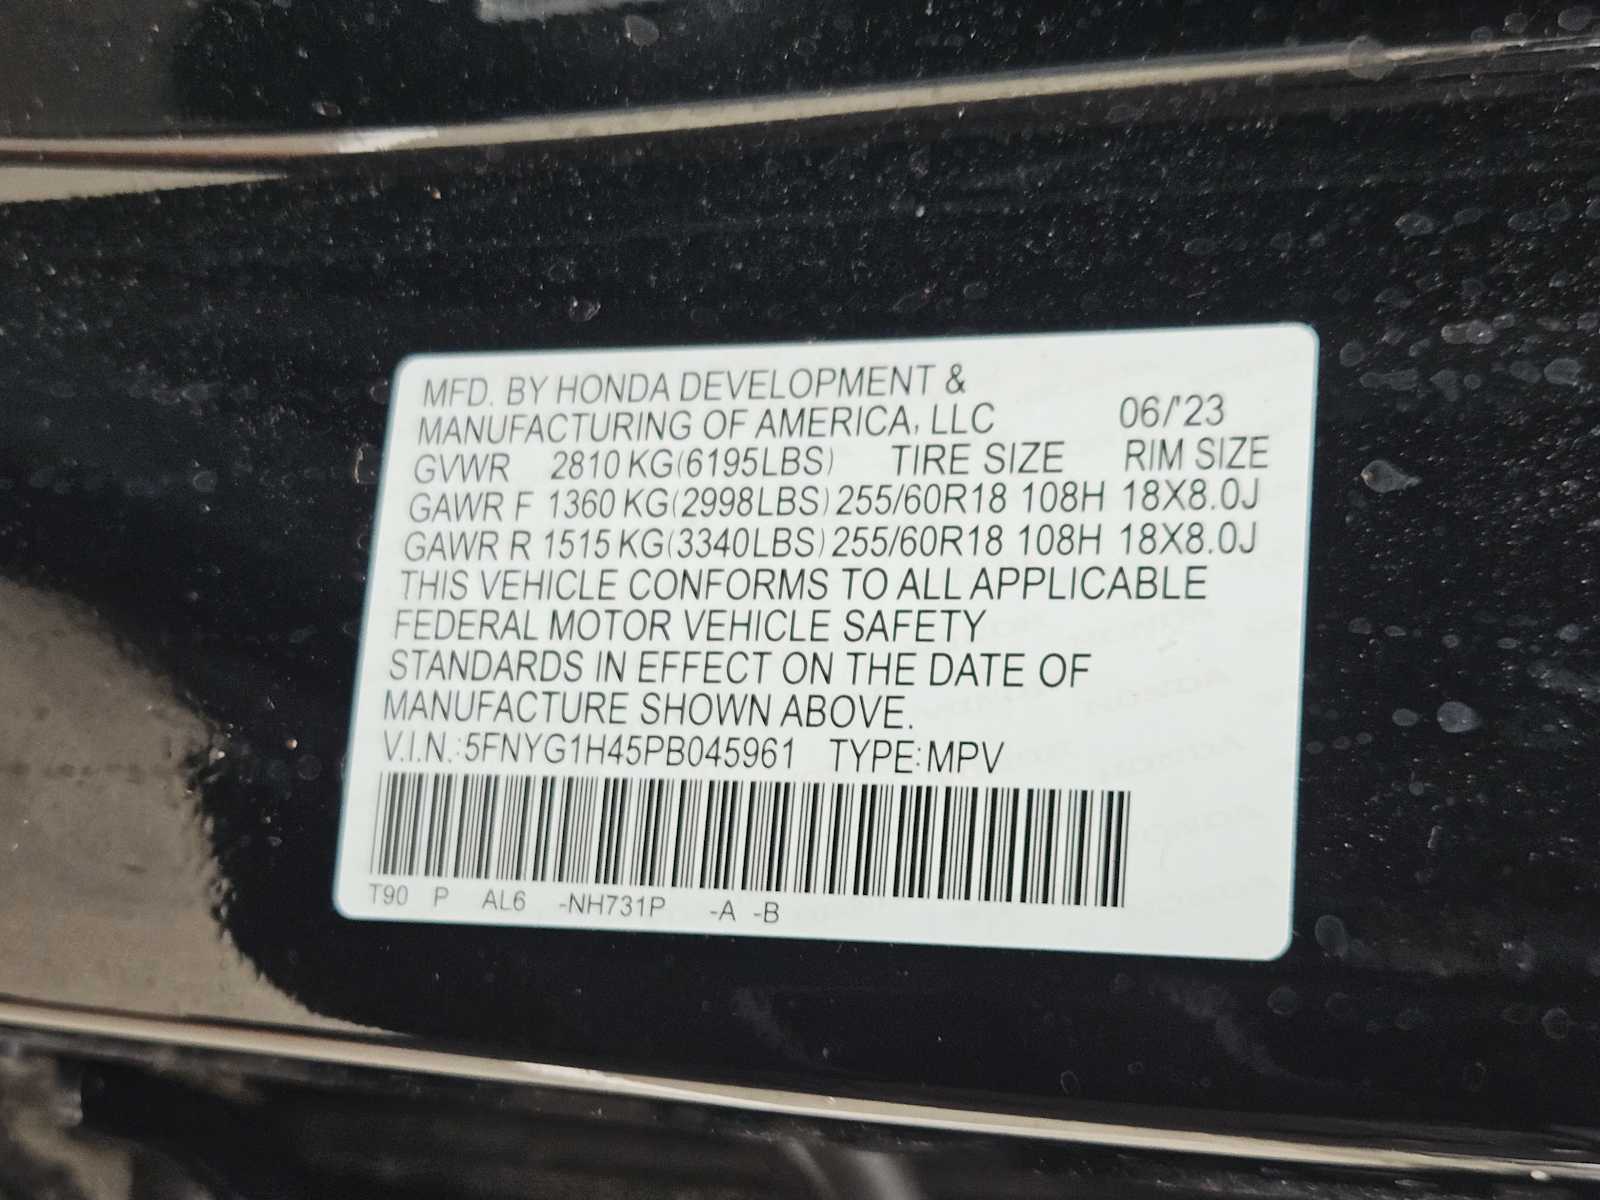 MFD. BY HONDA DEVELOPMENT &
MANUFACTURING OF AMERICA, LLC 06/'23
GVWR 2810 KG(6195LBS) TIRE SIZE RIM SIZE
GAWR F 1360 KG(2998LBS) 255/60R18 108H 18X8.0J
GAWR R 1515 KG(3340LBS) 255/60R18 108H 18X8.0J
THIS VEHICLE CONFORMS TO ALL APPLICABLE
FEDERAL MOTOR VEHICLE SAFETY
STANDARDS IN EFFECT ON THE DATE OF
MANUFACTURE SHOWN ABOVE.
V.I.N.:5FNYG1H45PB045961 TYPE:MPV
T90 P AL6 -NH731P -A -B